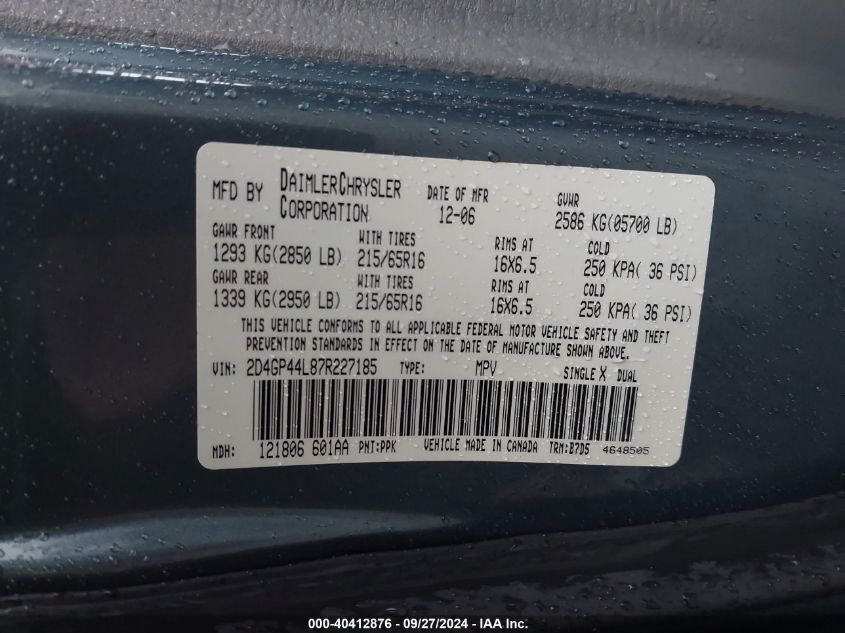 MFD BY DAIMLERCHRYSLER CORPORATION DATE OF MFR 12-06 GVWR 2586 KG(05700 LB)
GAWR FRONT WITH TIRES RIMS AT COLD
1293 KG(2850 LB) 215/65R16 16X6.5 250 KPA( 36 PSI)
GAWR REAR WITH TIRES RIMS AT COLD
1339 KG(2950 LB) 215/65R16 16X6.5 250 KPA( 36 PSI)
THIS VEHICLE CONFORMS TO ALL APPLICABLE FEDERAL MOTOR VEHICLE SAFETY AND THEFT
PREVENTION STANDARDS IN EFFECT ON THE DATE OF MANUFACTURE SHOWN ABOVE.
VIN: 2D4GP44L87R227185 TYPE: MPV SINGLE X DUAL
MDH: 121806 601AA PNT:PPK VEHICLE MADE IN CANADA TRM:B7D5 4648505
000-40412876 - 09/27/2024 - IAA Inc.